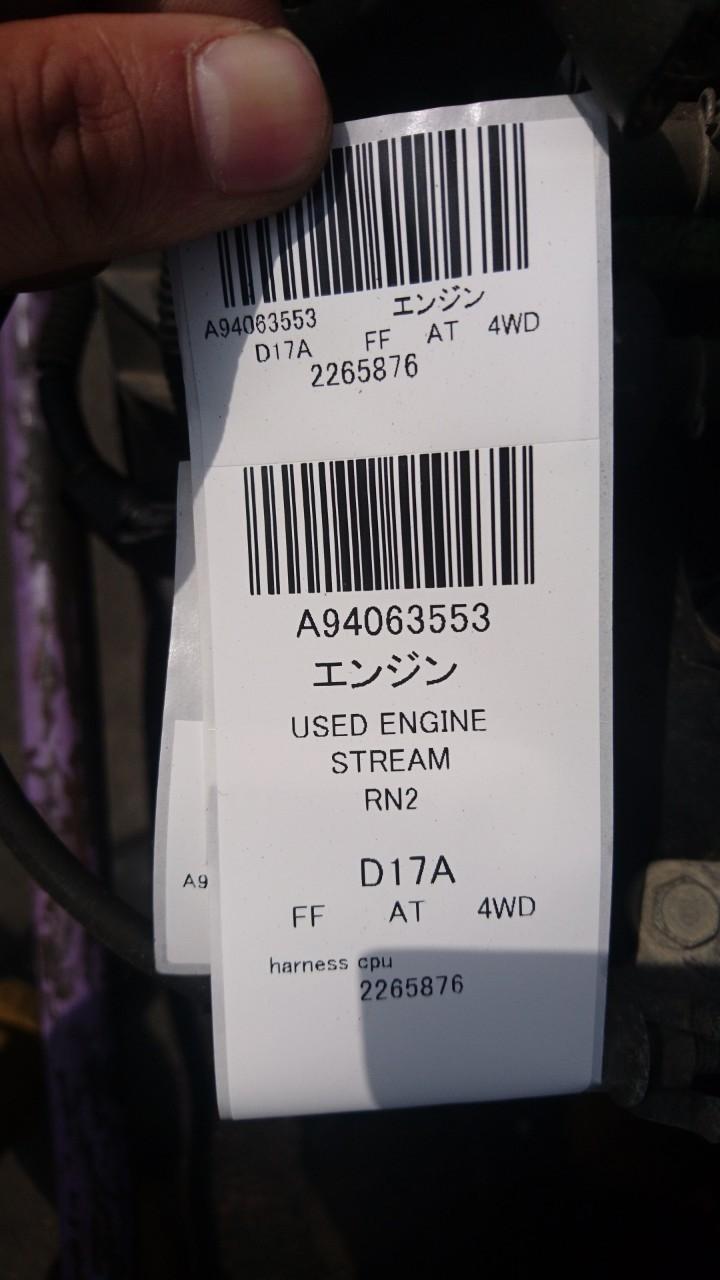 A94063553 エンジン
D17A FF AT 4WD
2265876
A94063553
エンジン
USED ENGINE
STREAM
RN2
D17A
FF AT 4WD
harness cpu
2265876
A9